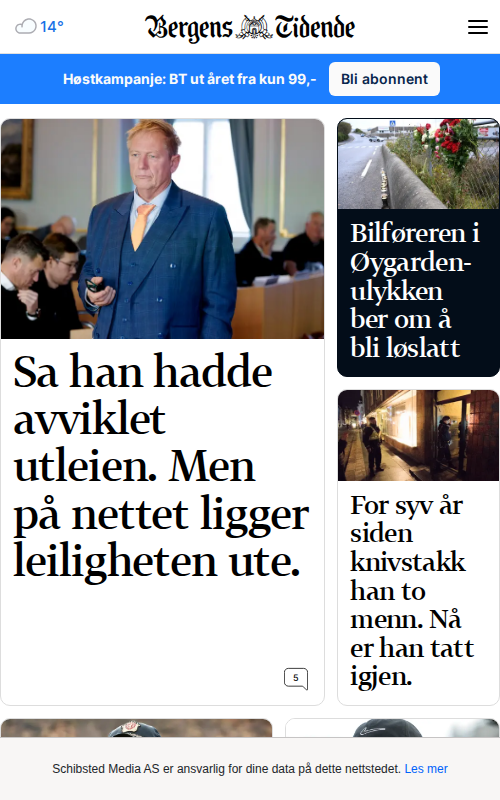 14°
Bergens Tidende
Høstkampanje: BT ut året fra kun 99,-
Bli abonnent
Sa han hadde
avviklet
utleien. Men
på nettet ligger
leiligheten ute.
5
Bilføreren i
Øygarden-
ulykken
ber om å
bli løslatt
For syv år
siden
knivstakk
han to
menn. Nå
er han tatt
igjen.
Schibsted Media AS er ansvarlig for dine data på dette nettstedet. Les mer